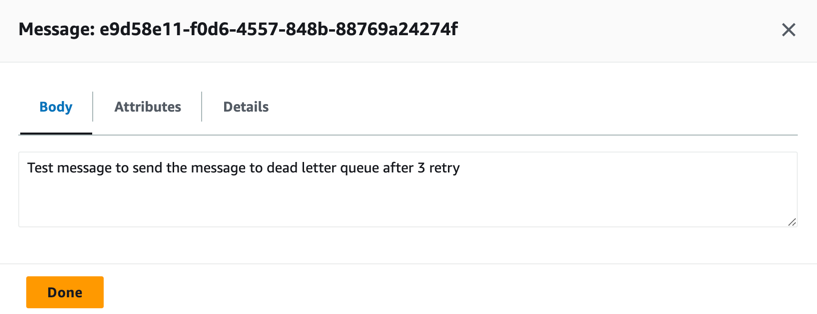 Message: e9d58e11-f0d6-4557-848b-88769a24274f
Body
Attributes
Details
Test message to send the message to dead letter queue after 3 retry
Done